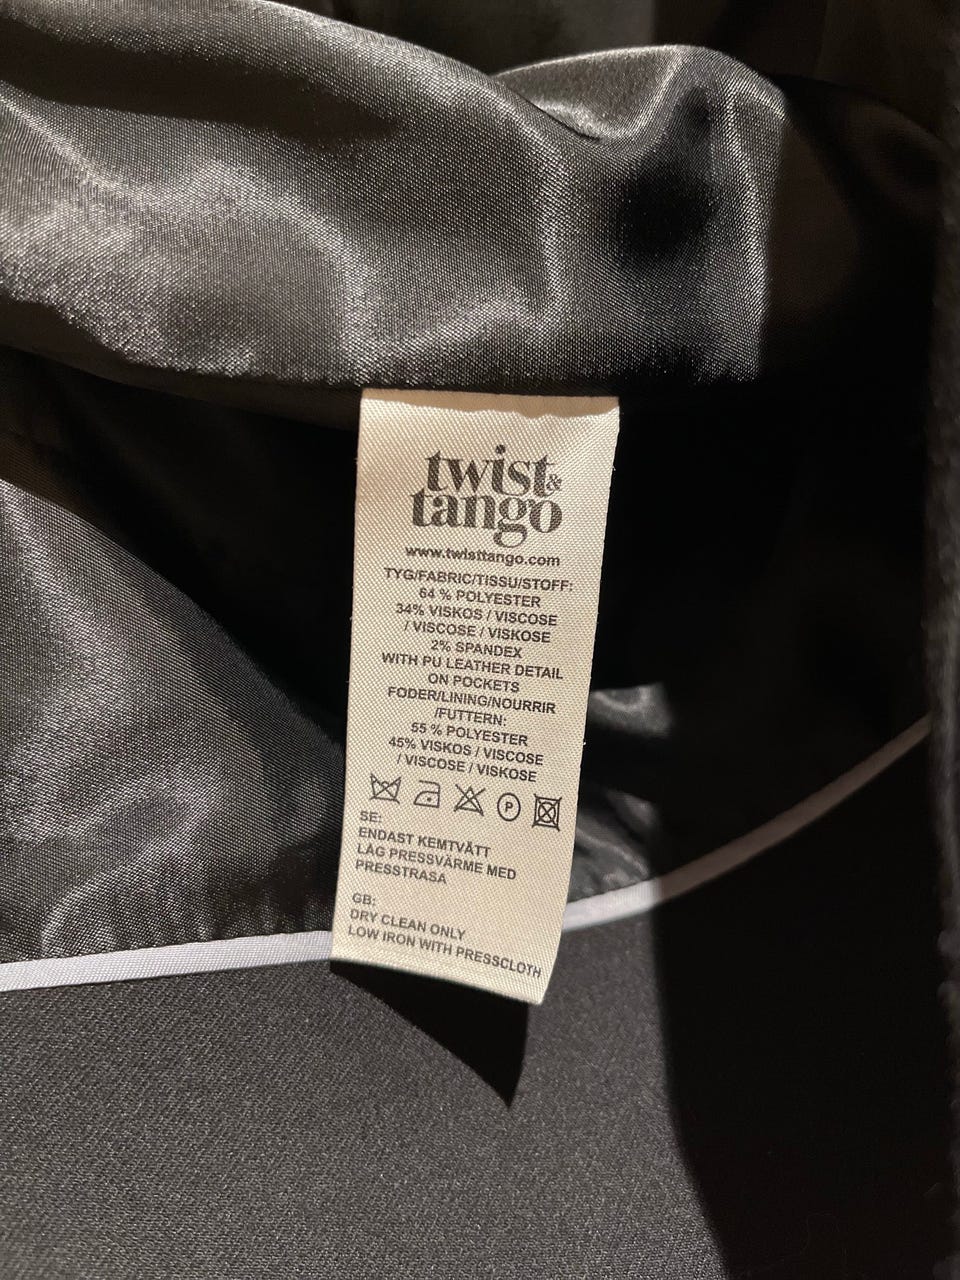 twist&
tango
www.twisttango.com
TYG/FABRIC/TISSU/STOFF:
64 % POLYESTER
34% VISKOS / VISCOSE
/ VISCOSE / VISKOSE
2% SPANDEX
WITH PU LEATHER DETAIL
ON POCKETS
FODER/LINING/NOURRIR
/FUTTERN:
55 % POLYESTER
45% VISKOS / VISCOSE
/ VISCOSE / VISKOSE
P
SE:
ENDAST KEMTVÄTT
LÅG PRESSVÄRME MED
PRESSTRASA
GB:
DRY CLEAN ONLY
LOW IRON WITH PRESSCLOTH